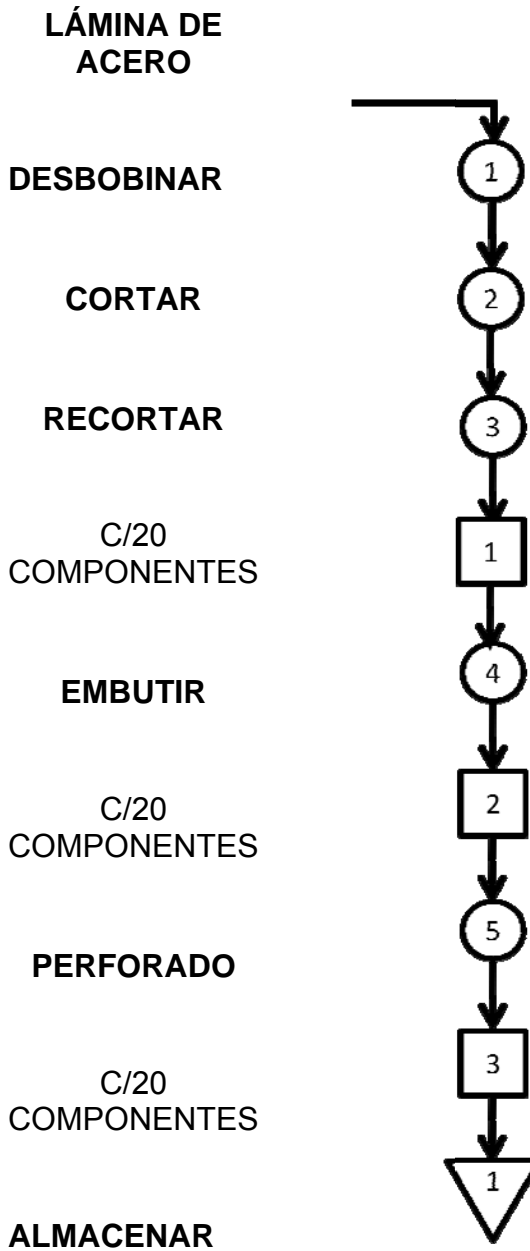 LÁMINA DE
ACERO
DESBOBINAR
1
CORTAR
2
RECORTAR
3
C/20
COMPONENTES
1
EMBUTIR
4
C/20
COMPONENTES
2
PERFORADO
5
C/20
COMPONENTES
3
ALMACENAR
1